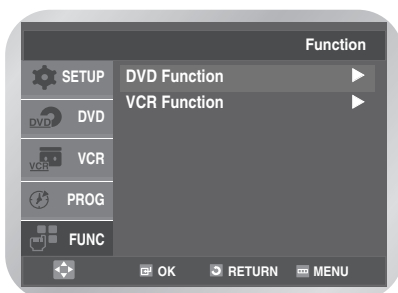 Function
SETUP
DVD Function
VCR Function
DVD DVD
VCR VCR
PROG
FUNC
OK RETURN MENU